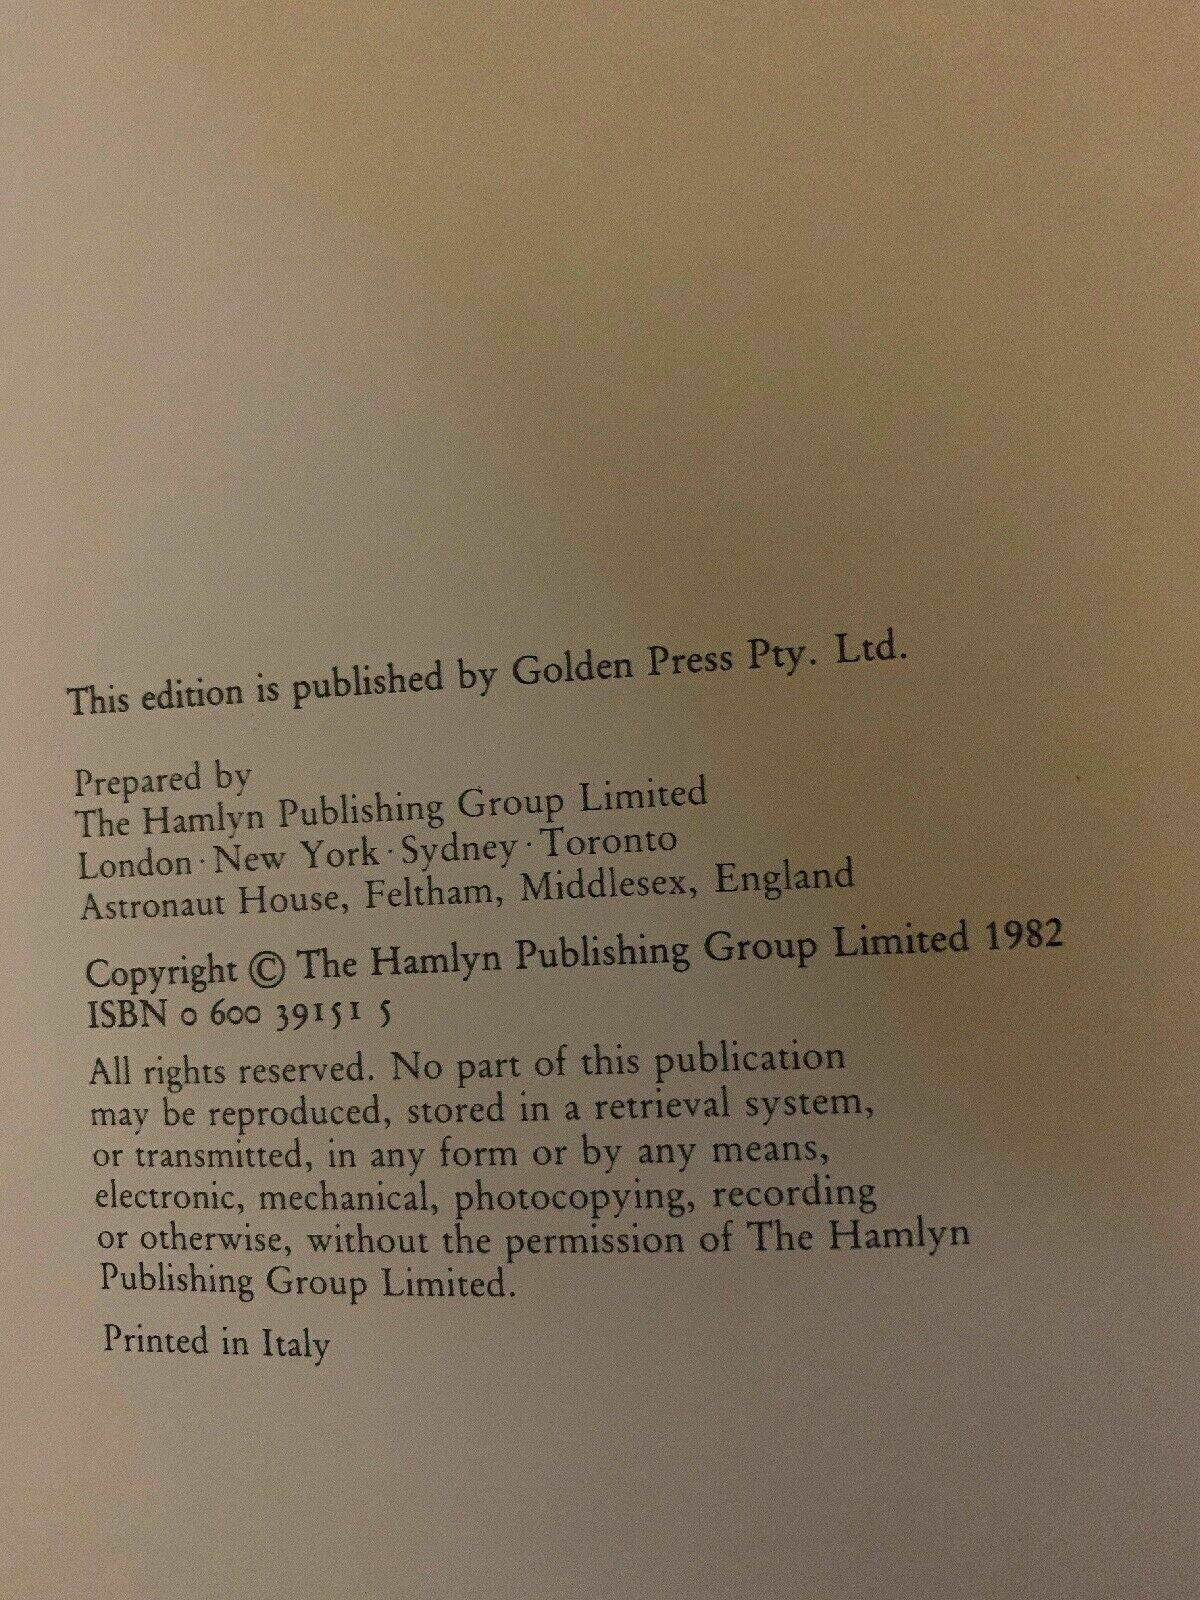 This edition is published by Golden Press Pty. Ltd.
Prepared by
The Hamlyn Publishing Group Limited
London · New York · Sydney · Toronto
Astronaut House, Feltham, Middlesex, England
Copyright © The Hamlyn Publishing Group Limited 1982
ISBN 0 600 39151 5
All rights reserved. No part of this publication
may be reproduced, stored in a retrieval system,
or transmitted, in any form or by any means,
electronic, mechanical, photocopying, recording
or otherwise, without the permission of The Hamlyn
Publishing Group Limited.
Printed in Italy